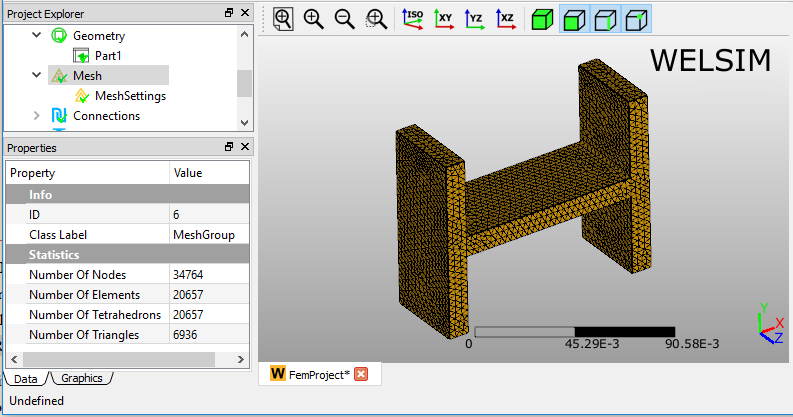 Project Explorer
Geometry
Part1
Mesh
MeshSettings
Connections
Properties
Property Value
Info
ID 6
Class Label MeshGroup
Statistics
Number Of Nodes 34764
Number Of Elements 20657
Number Of Tetrahedrons 20657
Number Of Triangles 6936
Data Graphics
Undefined
ISO XY YZ XZ
WELSIM
0 45.29E-3 90.58E-3
Y
X
Z
W FemProject*